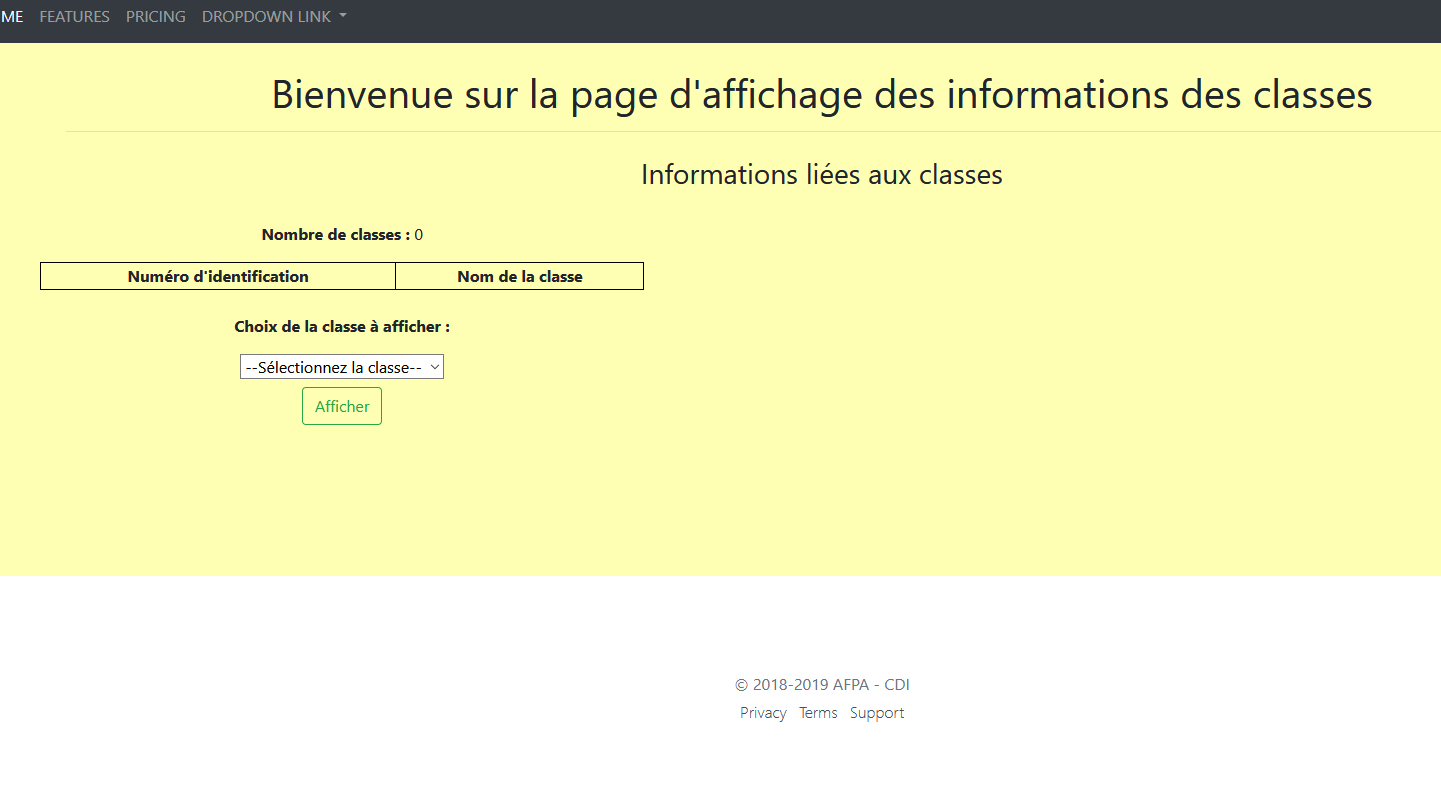 ME FEATURES PRICING DROPDOWN LINK
Bienvenue sur la page d'affichage des informations des classes
Informations liées aux classes
Nombre de classes : 0
Numéro d'identification Nom de la classe
Choix de la classe à afficher :
--Sélectionnez la classe--
Afficher
© 2018-2019 AFPA - CDI
Privacy Terms Support